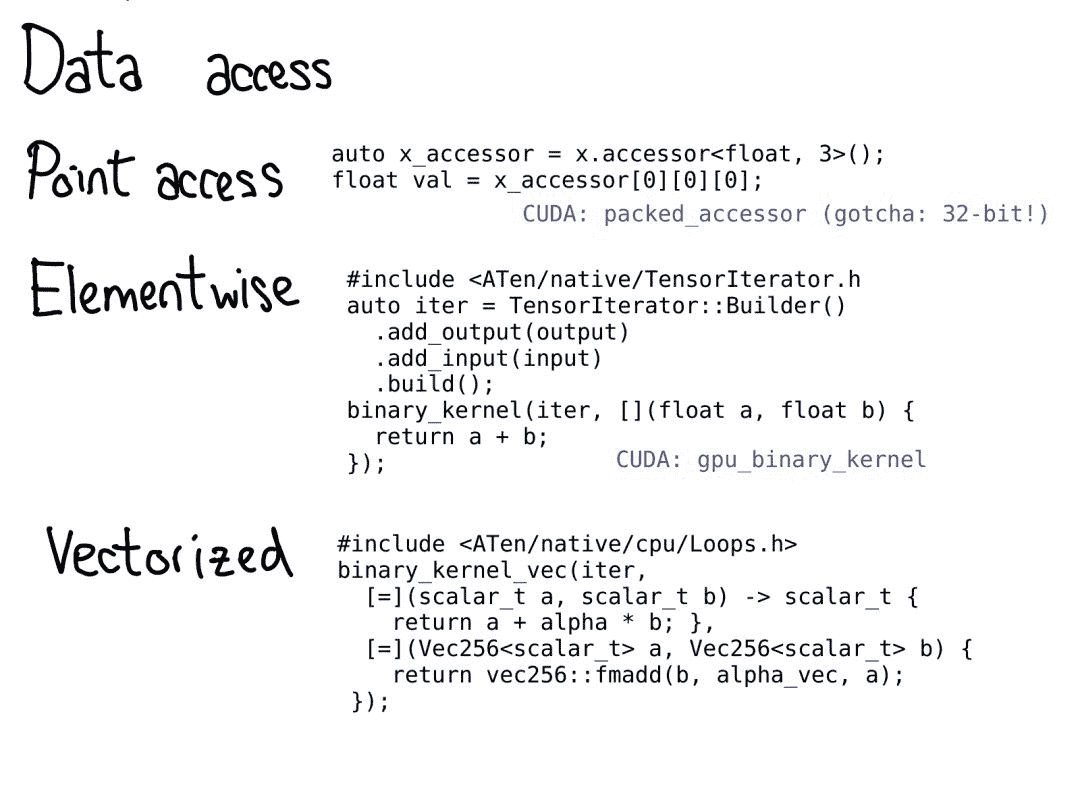 Data access
Point access
auto x_accessor = x.accessor<float, 3>();
float val = x_accessor[0][0][0];
CUDA: packed_accessor (gotcha: 32-bit!)
Elementwise
#include <ATen/native/TensorIterator.h
auto iter = TensorIterator::Builder()
  .add_output(output)
  .add_input(input)
  .build();
binary_kernel(iter, [](float a, float b) {
  return a + b;
});
CUDA: gpu_binary_kernel
Vectorized
#include <ATen/native/cpu/Loops.h>
binary_kernel_vec(iter,
  [=](scalar_t a, scalar_t b) -> scalar_t {
    return a + alpha * b; },
  [=](Vec256<scalar_t> a, Vec256<scalar_t> b) {
    return vec256::fmadd(b, alpha_vec, a);
 });